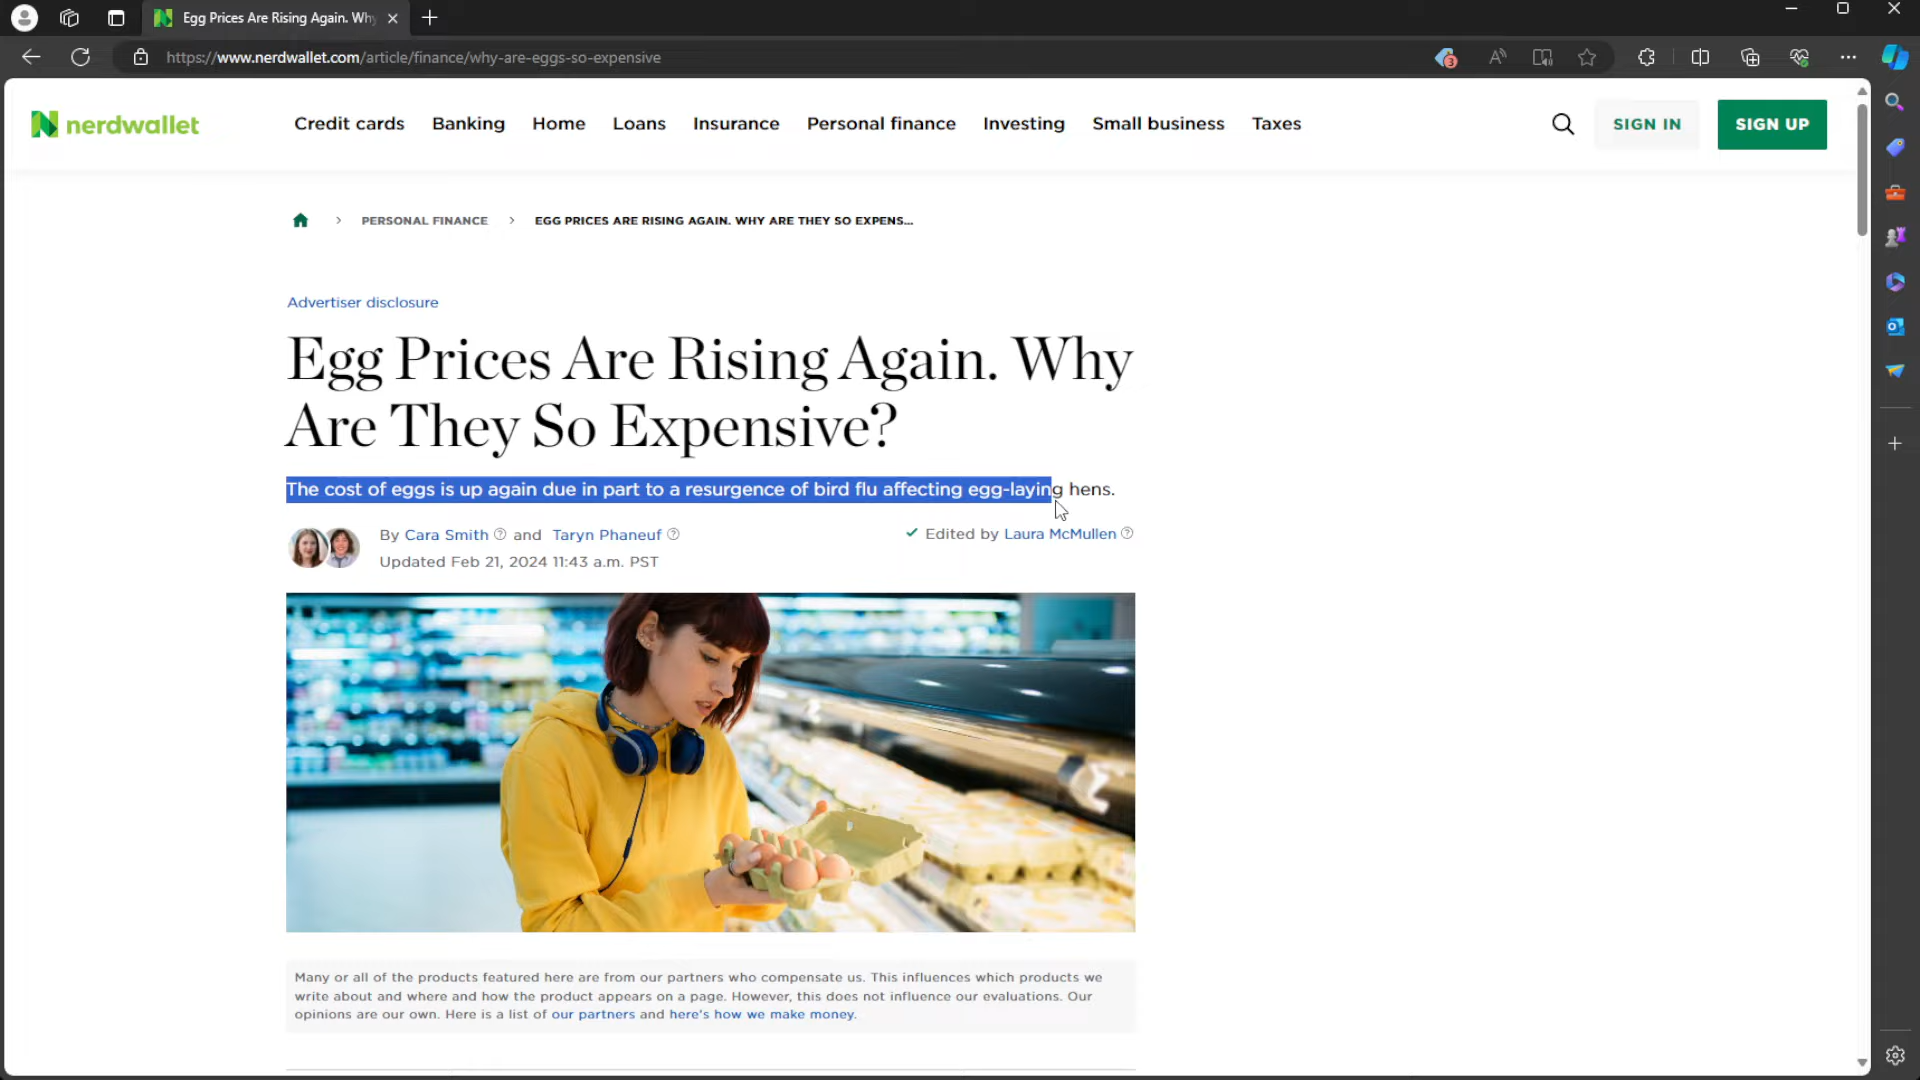 Egg Prices Are Rising Again. Why
https://www.nerdwallet.com/article/finance/why-are-eggs-so-expensive
3
nerdwallet
Credit cards
Banking
Home
Loans
Insurance
Personal finance
Investing
Small business
Taxes
SIGN IN
SIGN UP
PERSONAL FINANCE
EGG PRICES ARE RISING AGAIN. WHY ARE THEY SO EXPENS...
Advertiser disclosure
Egg Prices Are Rising Again. Why
Are They So Expensive?
The cost of eggs is up again due in part to a resurgence of bird flu affecting egg-laying hens.
By Cara Smith ? and Taryn Phaneuf ?
Updated Feb 21, 2024 11:43 a.m. PST
Edited by Laura McMullen ?
Many or all of the products featured here are from our partners who compensate us. This influences which products we
write about and where and how the product appears on a page. However, this does not influence our evaluations. Our
opinions are our own. Here is a list of our partners and here's how we make money.